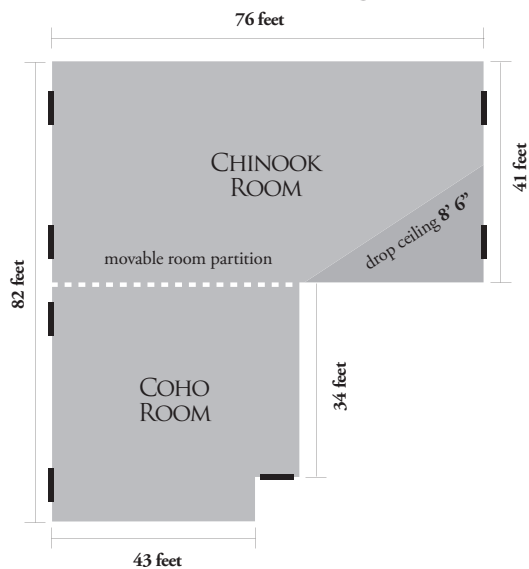 76 feet
CHINOOK
ROOM
41 feet
drop ceiling 8’ 6”
movable room partition
82 feet
34 feet
COHO
ROOM
43 feet